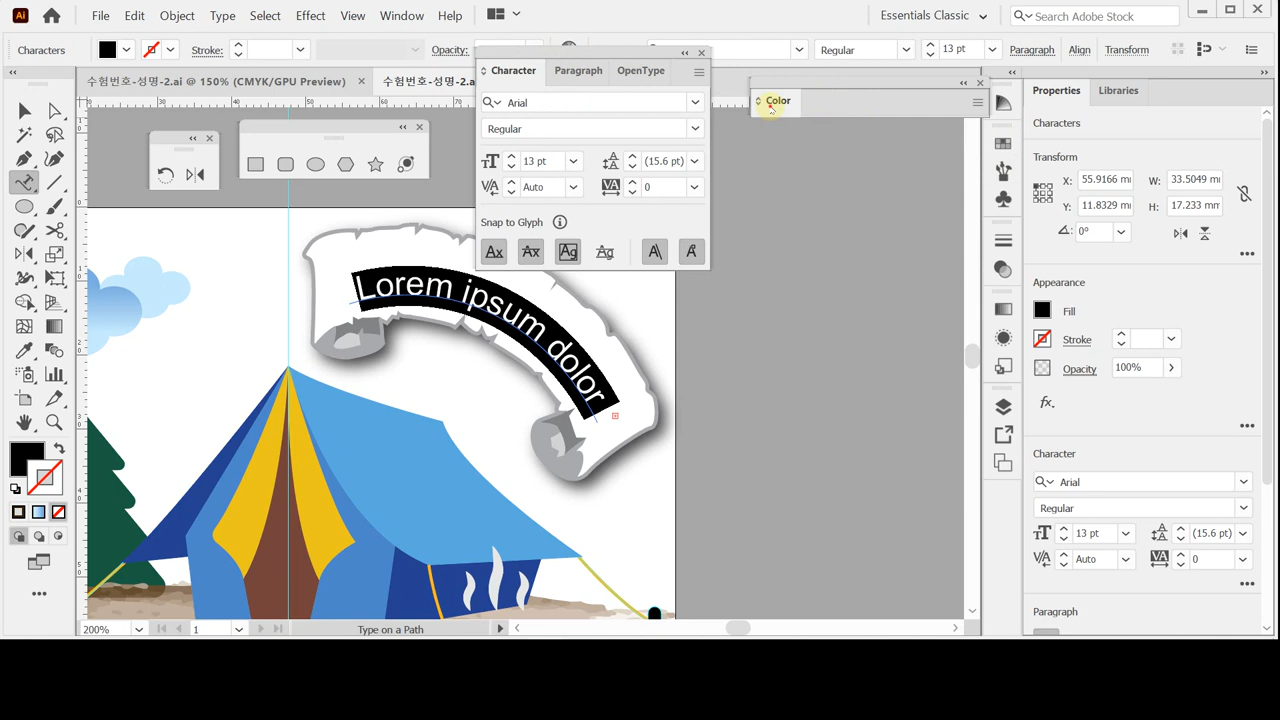 Ai File Edit Object Type Select Effect View Window Help Essentials Classic Search Adobe Stock
Characters Stroke: Opacity: Regular 13 pt Paragraph Align Transform
수험번호-성명-2.ai @ 150% (CMYK/GPU Preview) × 수험번호-성명-2.a
Character Paragraph OpenType
Arial
Regular
13 pt (15.6 pt)
Auto 0
Snap to Glyph
Color
Properties Libraries
Characters
Transform
X: 55.9166 mm W: 33.5049 mm
Y: 11.8329 mm H: 17.233 mm
0°
Appearance
Fill
Stroke
Opacity 100%
fx.
Character
Arial
Regular
13 pt (15.6 pt)
Auto 0
Paragraph
Lorem ipsum dolor
200% 1 Type on a Path